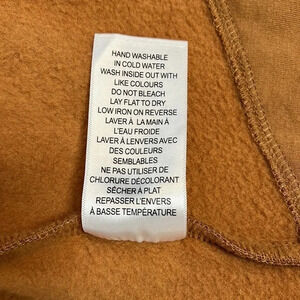 HAND WASHABLE
IN COLD WATER
WASH INSIDE OUT WITH
LIKE COLOURS
DO NOT BLEACH
LAY FLAT TO DRY
LOW IRON ON REVERSE
LAVER À LA MAIN À
L'EAU FROIDE
LAVER À LENVERS AVEC
DES COULEURS
SEMBLABLES
NE PAS UTILISER DE
CHLORURE DÉCOLORANT
SÉCHER À PLAT
REPASSER L'ENVERS
À BASSE TEMPÉRATURE